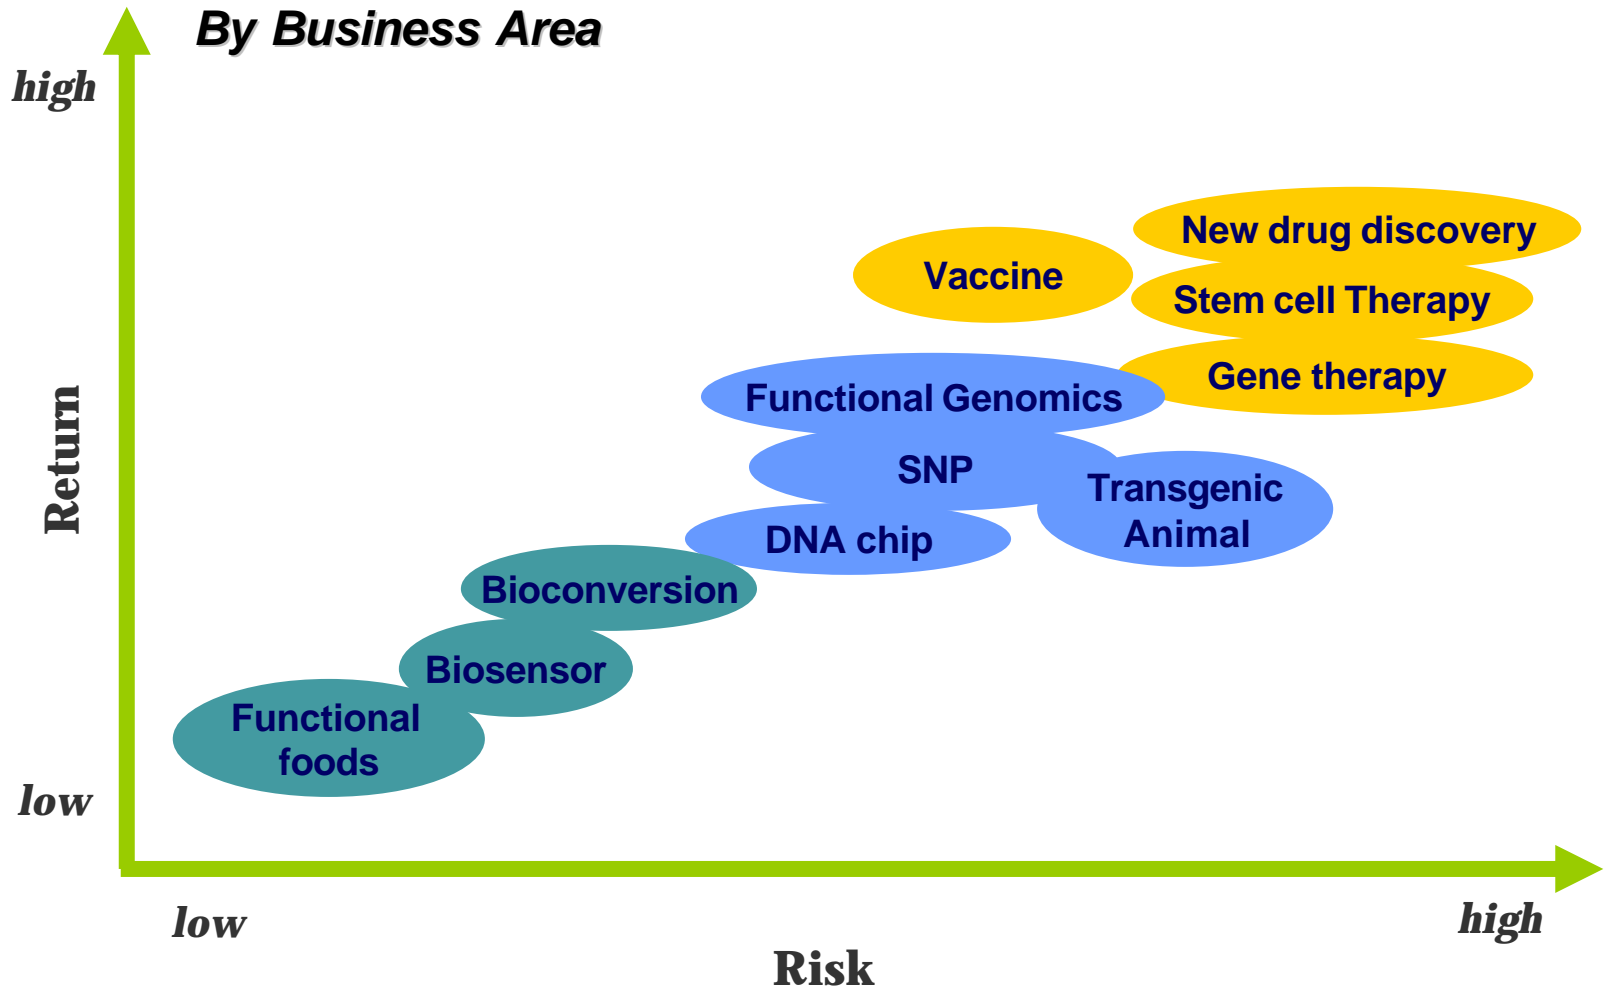 By Business Area
high
New drug discovery
Vaccine
Stem cell Therapy
Gene therapy
Functional Genomics
Return
SNP
Transgenic
Animal
DNA chip
Bioconversion
Biosensor
Functional
foods
low
low
high
Risk